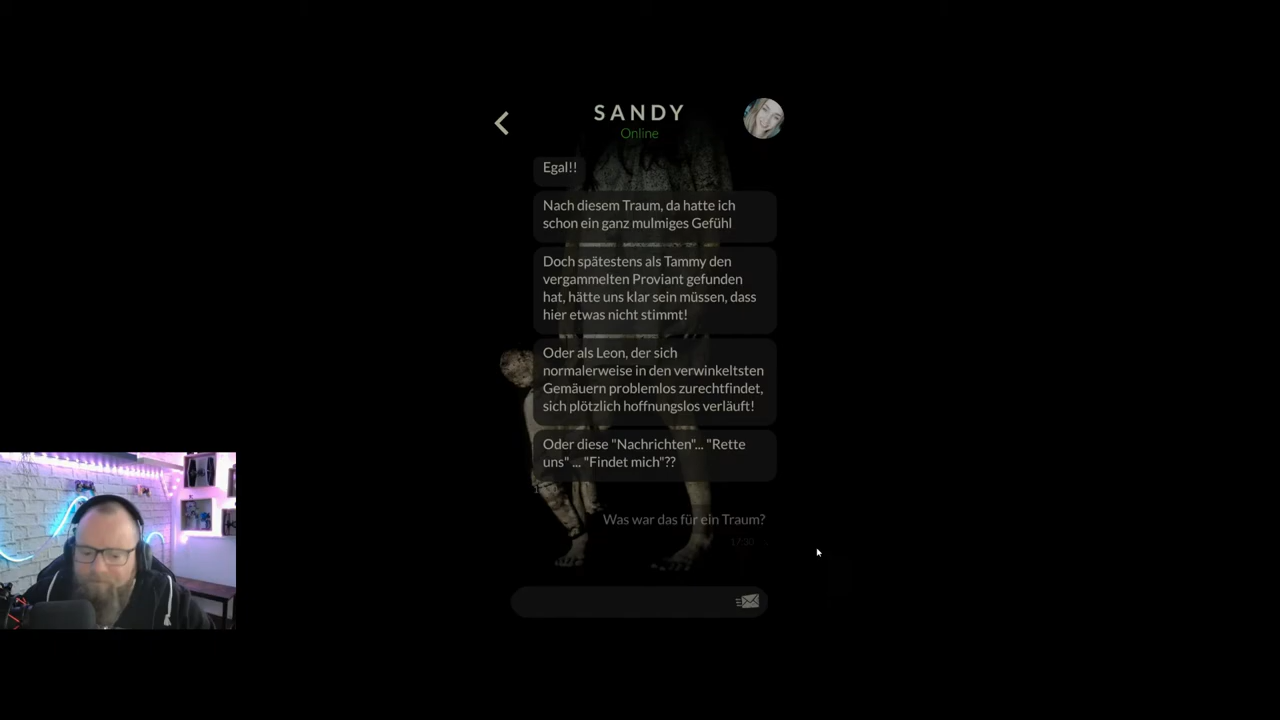 SANDY
Online
Egal!!
Nach diesem Traum, da hatte ich
schon ein ganz mulmiges Gefühl
Doch spätestens als Tammy den
vergammelten Proviant gefunden
hat, hätte uns klar sein müssen, dass
hier etwas nicht stimmt!
Oder als Leon, der sich
normalerweise in den verwinkeltsten
Gemäuern problemlos zurechtfindet,
sich plötzlich hoffnungslos verläuft!
Oder diese "Nachrichten"... "Rette
uns" ... "Findet mich"??
Was war das für ein Traum?